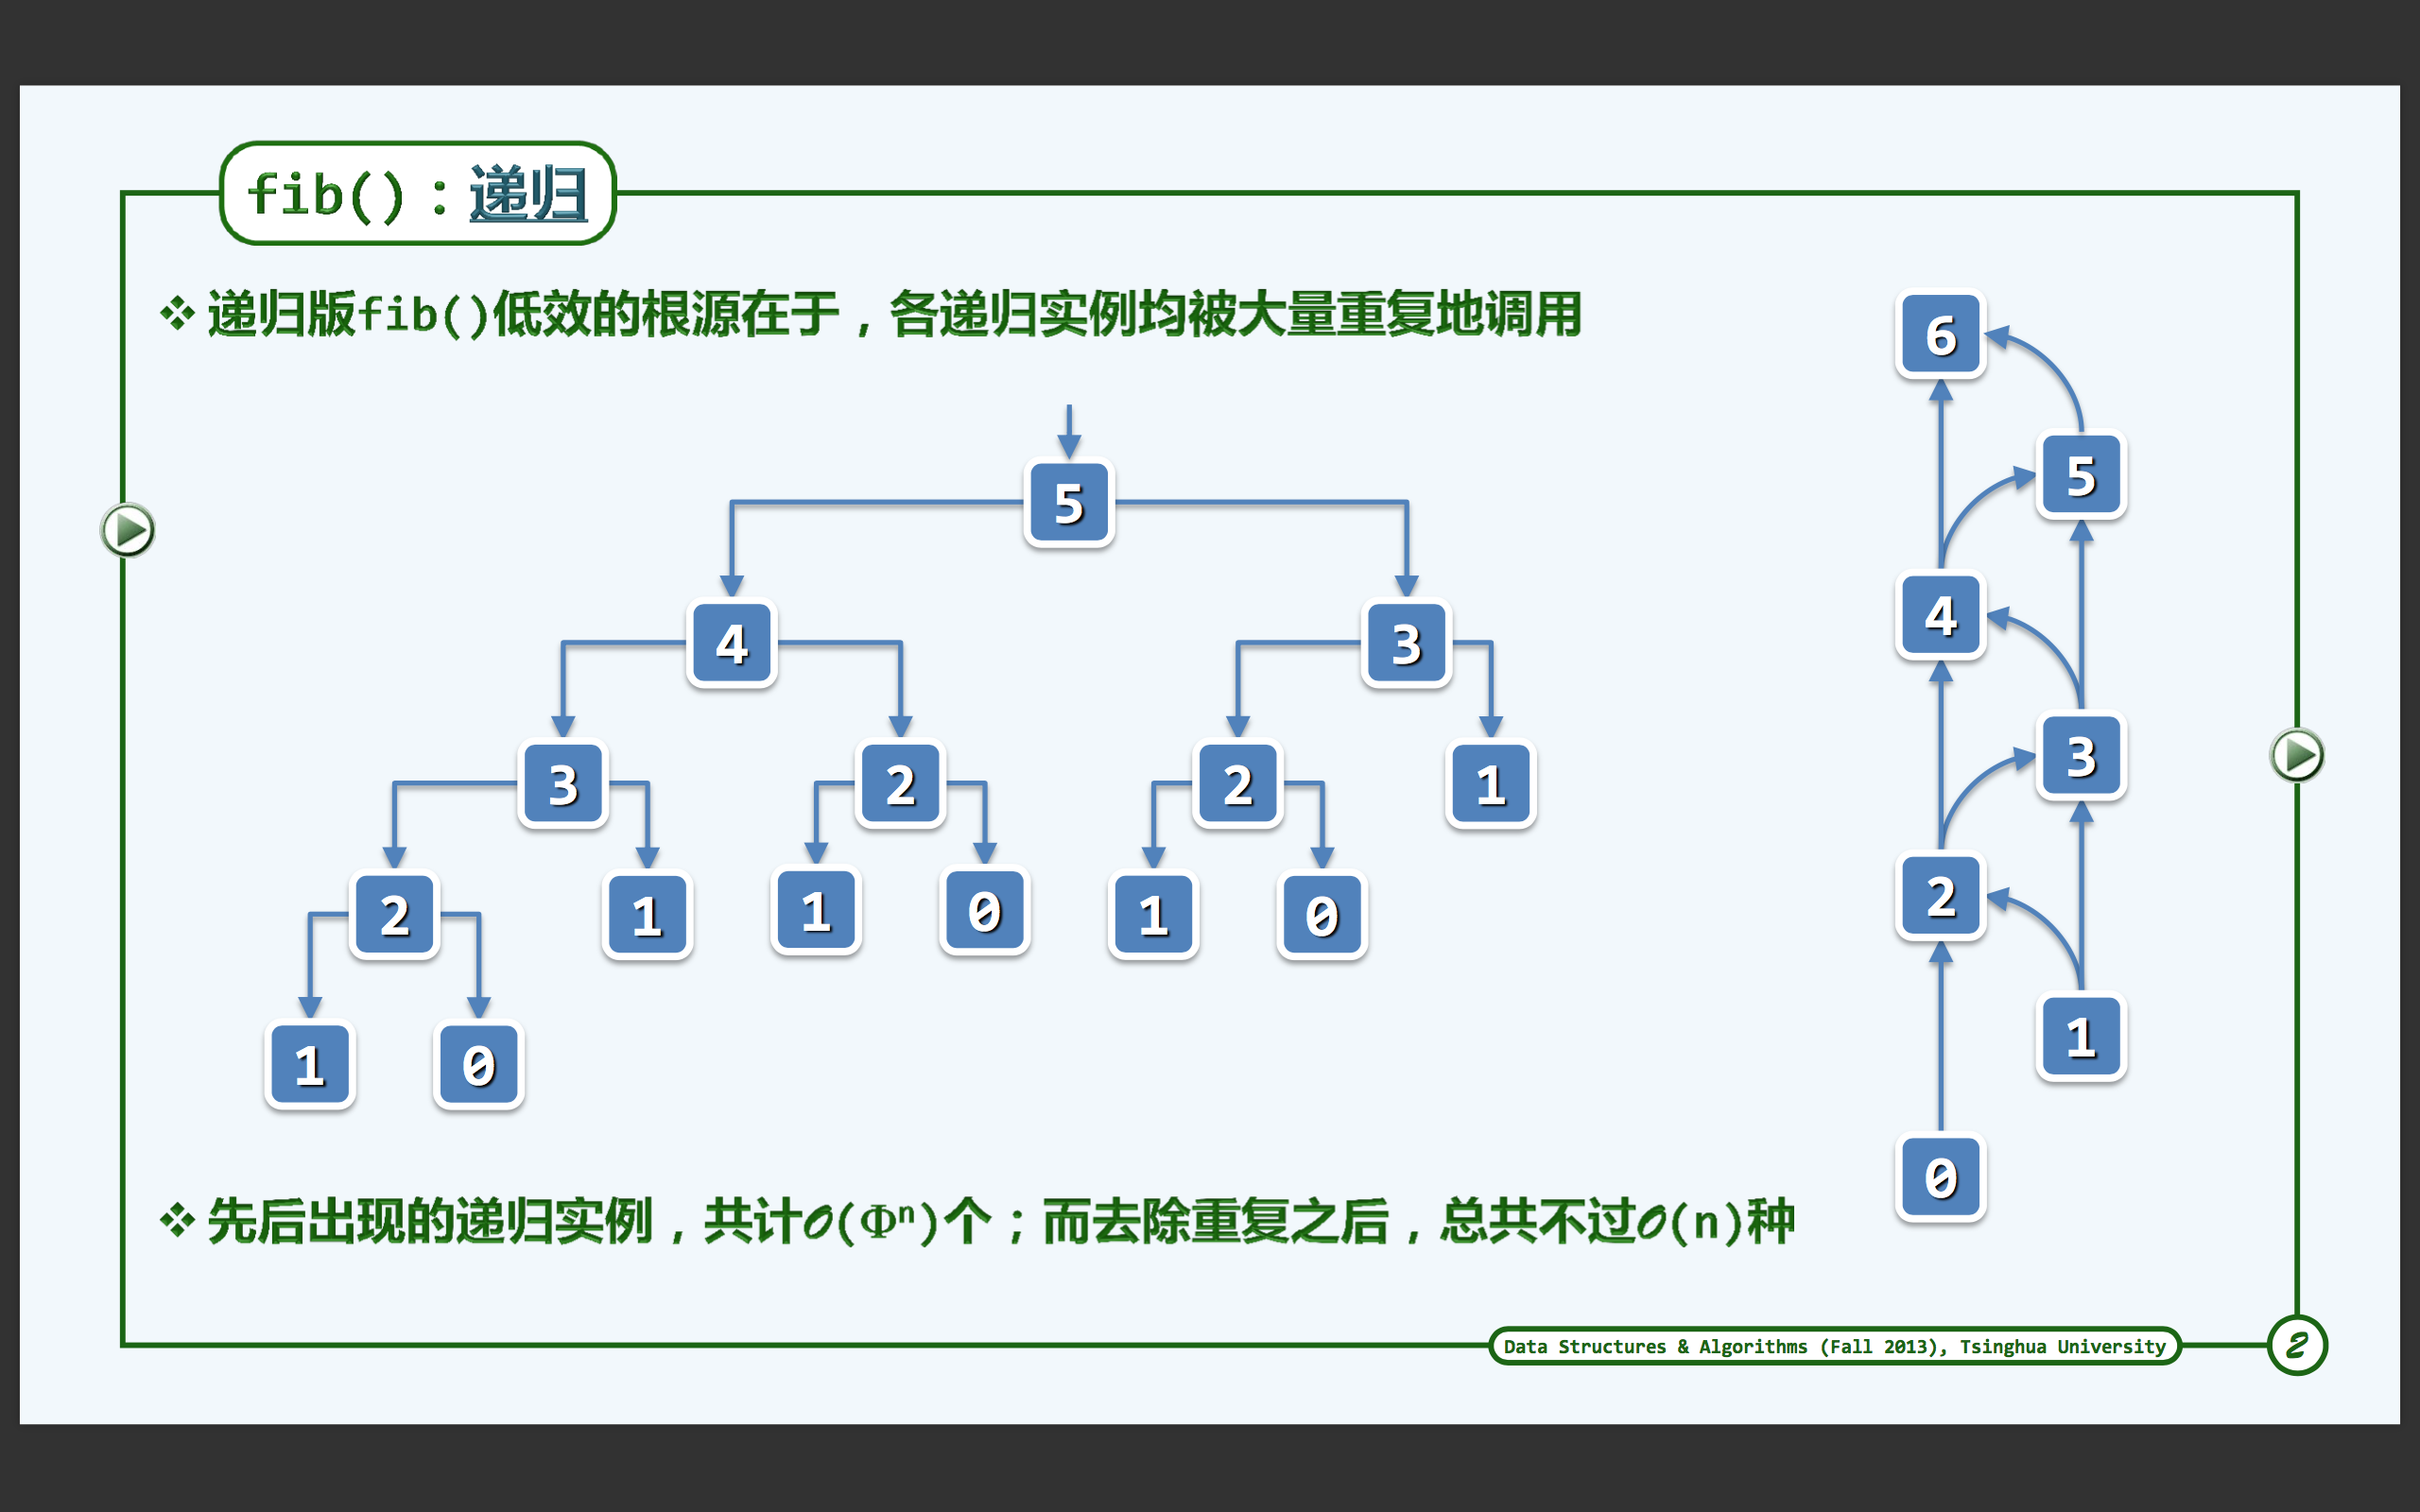 fib()：递归
❖ 递归版fib()低效的根源在于，各递归实例均被大量重复地调用
5
4 3
3 2 2 1
2 1 1 0 1 0
1 0
6
5
4
3
2
1
0
❖ 先后出现的递归实例，共计𝒪(Φⁿ)个；而去除重复之后，总共不过𝒪(n)种
Data Structures & Algorithms (Fall 2013), Tsinghua University
2